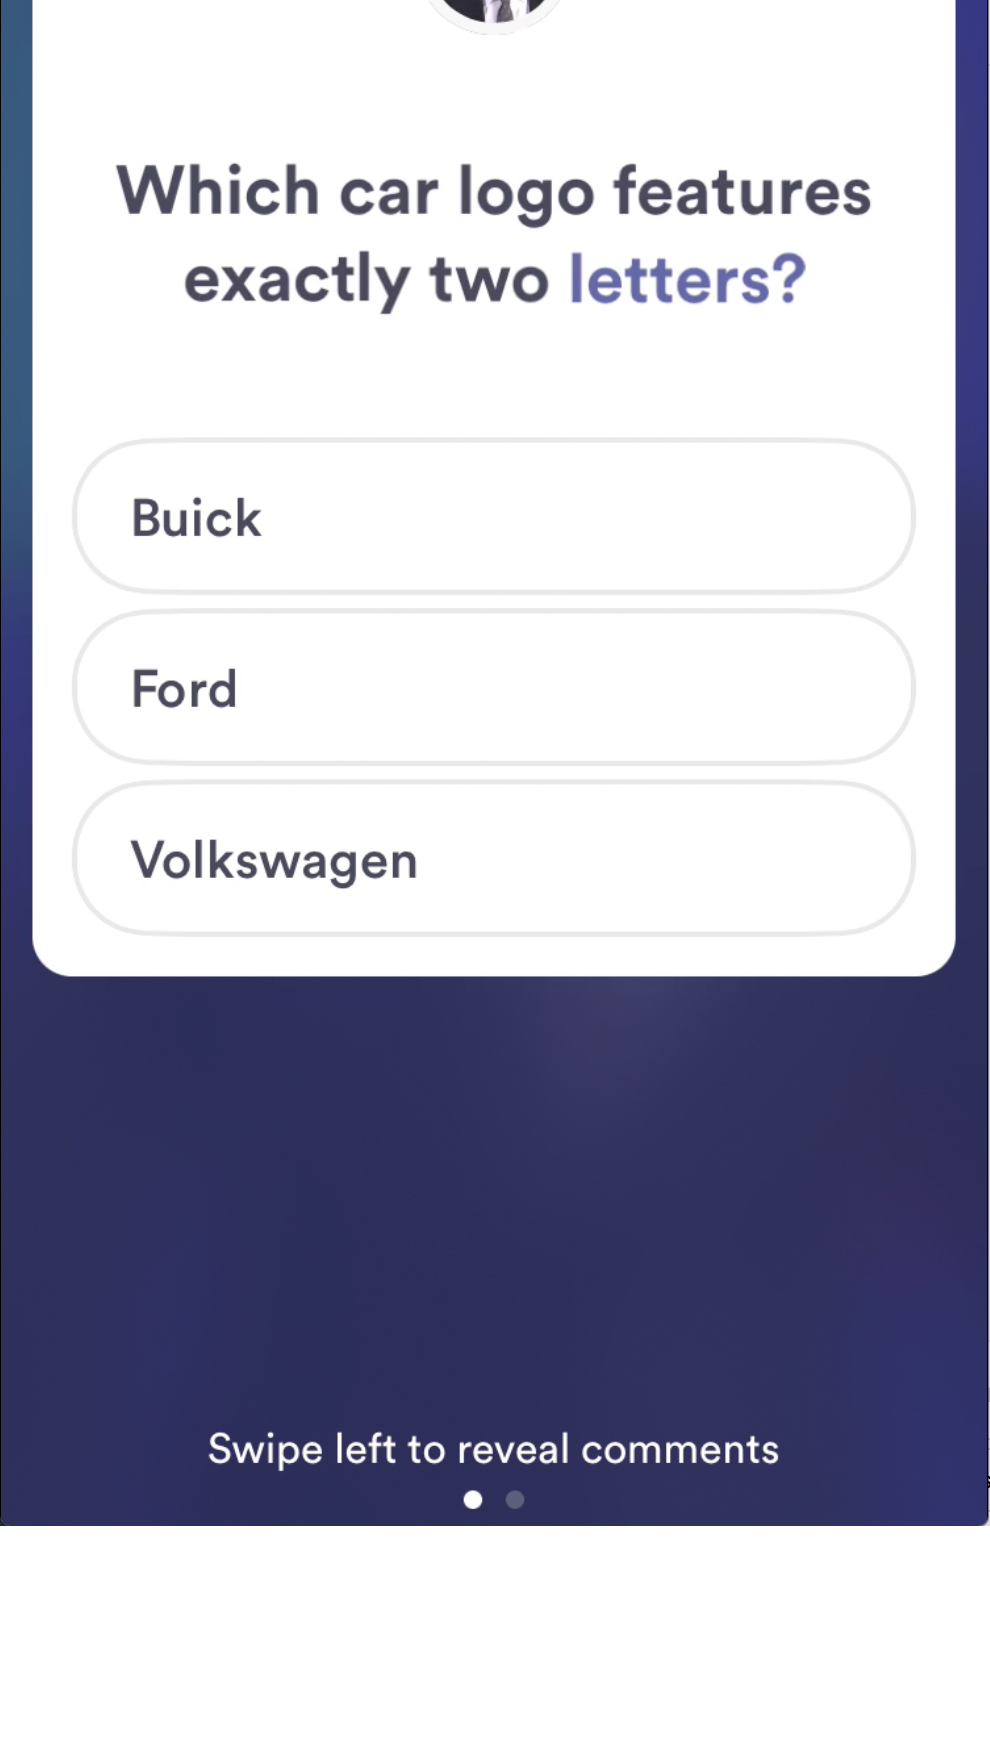 Which car logo features
exactly two letters?
Buick
Ford
Volkswagen
Swipe left to reveal comments